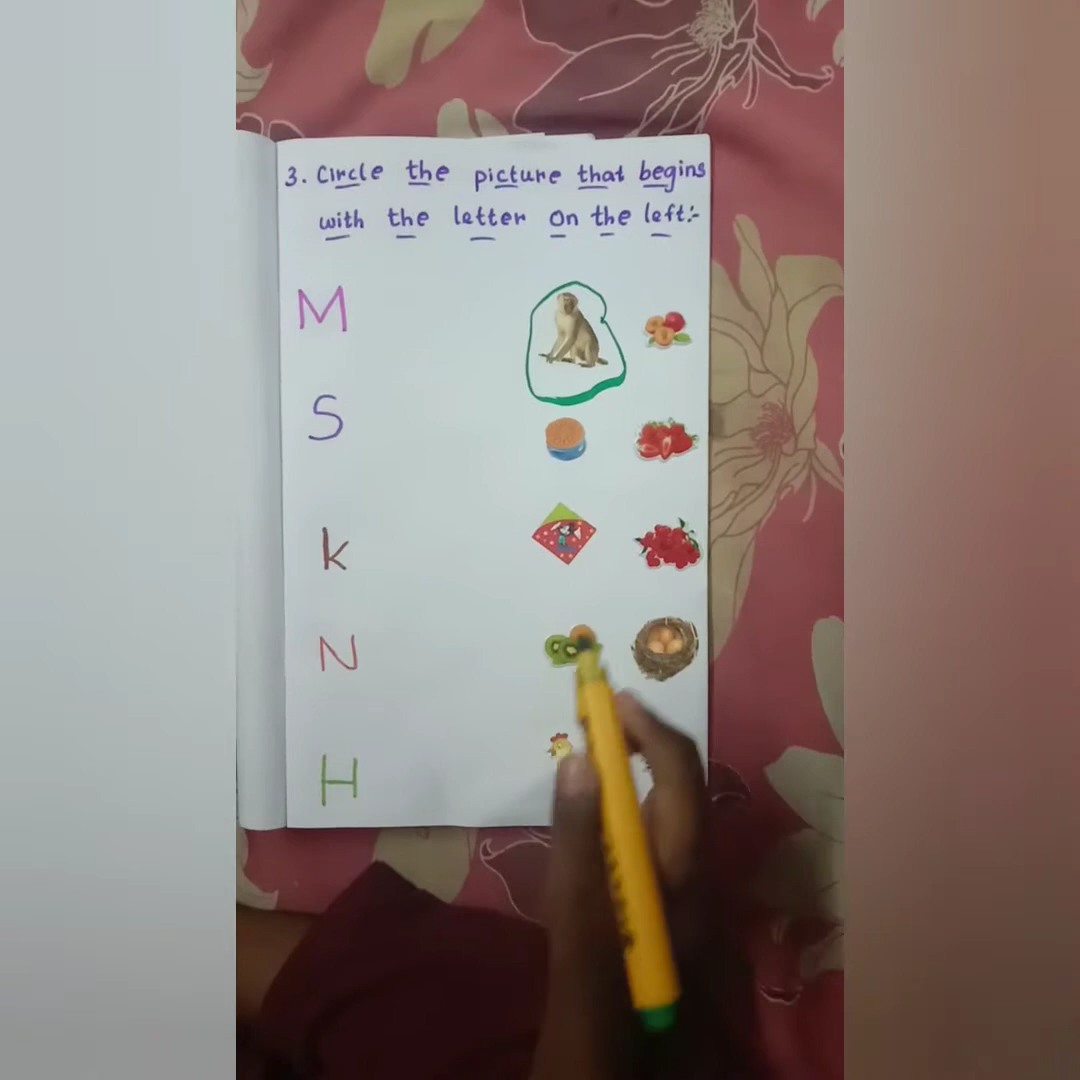 3. Circle the picture that begins
with the letter on the left:-
M
S
k
N
H